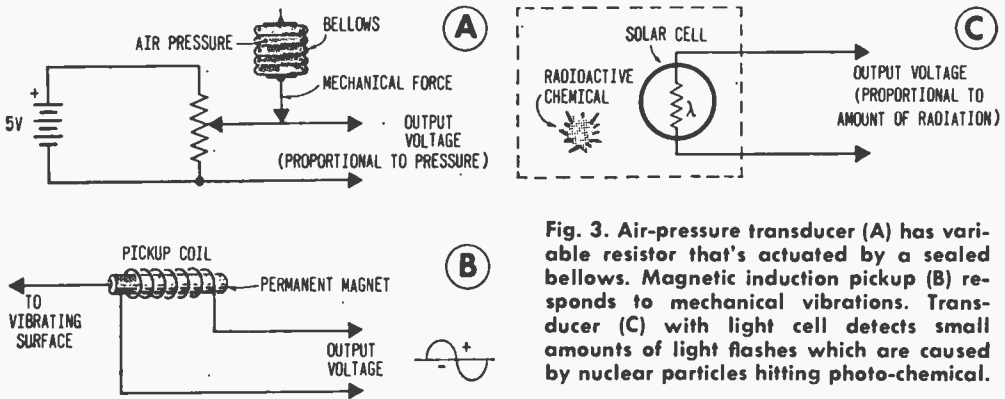 A
AIR PRESSURE
BELLOWS
MECHANICAL FORCE
+
5V
OUTPUT
VOLTAGE
(PROPORTIONAL TO PRESSURE)
C
SOLAR CELL
RADIOACTIVE
CHEMICAL
λ
OUTPUT VOLTAGE
(PROPORTIONAL TO
AMOUNT OF RADIATION)
B
PICKUP COIL
PERMANENT MAGNET
TO
VIBRATING
SURFACE
OUTPUT
VOLTAGE
+
-
Fig. 3. Air-pressure transducer (A) has vari-
able resistor that's actuated by a sealed
bellows. Magnetic induction pickup (B) re-
sponds to mechanical vibrations. Trans-
ducer (C) with light cell detects small
amounts of light flashes which are caused
by nuclear particles hitting photo-chemical.